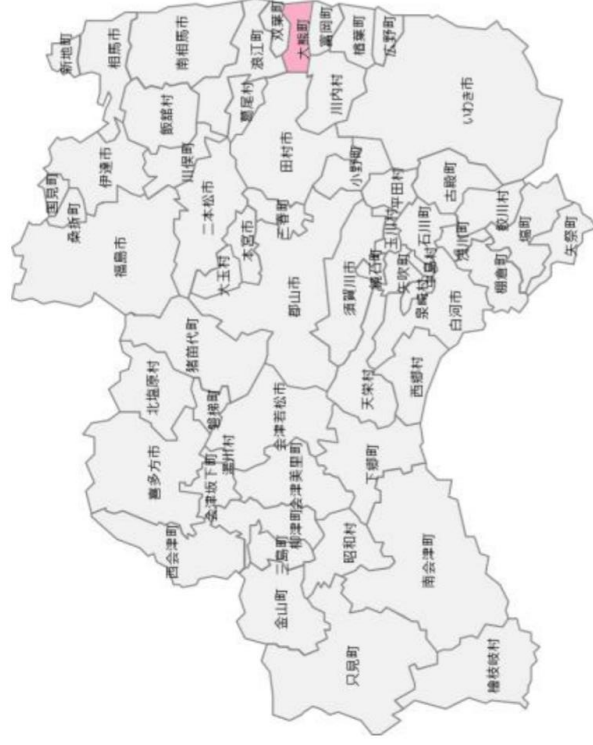 新地町
相馬市
南相馬市
飯舘村
国見町
桑折町
伊達市
福島市
川俣町
二本松市
浪江町
双葉町
大熊町
富岡町
楢葉町
広野町
葛尾村
川内村
田村市
いわき市
小野町
三春町
本宮市
大玉村
郡山市
猪苗代町
北塩原村
磐梯町
喜多方市
西会津町
会津坂下町
湯川村
会津若松市
会津美里町
柳津町
三島町
金山町
昭和村
只見町
檜枝岐村
南会津町
下郷町
天栄村
西郷村
須賀川市
鏡石町
矢吹町
泉崎村
中島村
白河市
玉川村
平田村
石川町
古殿町
浅川町
棚倉町
鮫川村
塙町
矢祭町